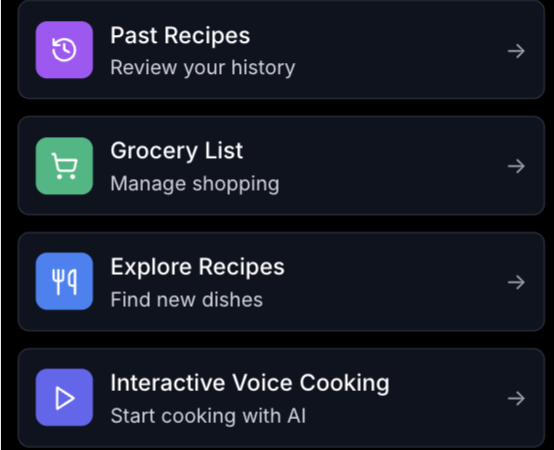 Past Recipes
Review your history
Grocery List
Manage shopping
Explore Recipes
Find new dishes
Interactive Voice Cooking
Start cooking with AI